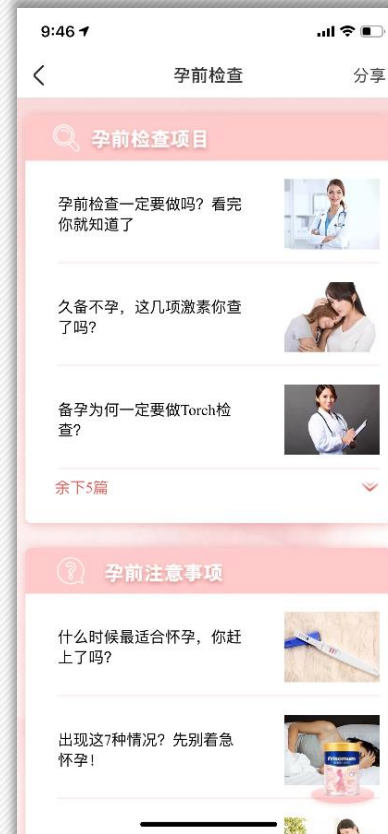 9:46
孕前检查
分享
孕前检查项目
孕前检查一定要做吗？看完
你就知道了
久备不孕，这几项激素你查
了吗？
备孕为何一定要做Torch检
查？
余下5篇
孕前注意事项
什么时候最适合怀孕，你赶
上了吗？
出现这7种情况？先别着急
怀孕！
Frisomum